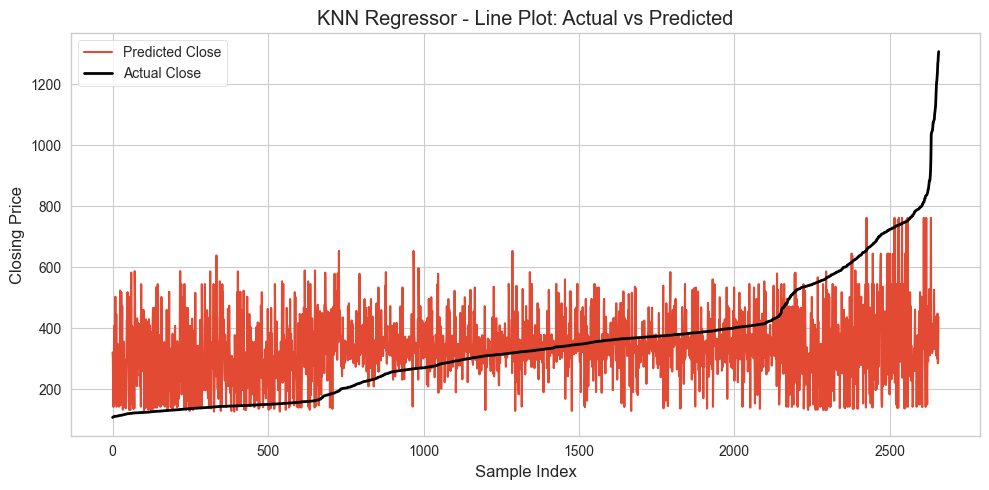 KNN Regressor - Line Plot: Actual vs Predicted
Predicted Close
Actual Close
Closing Price
1200
1000
800
600
400
200
0
500
1000
1500
2000
2500
Sample Index